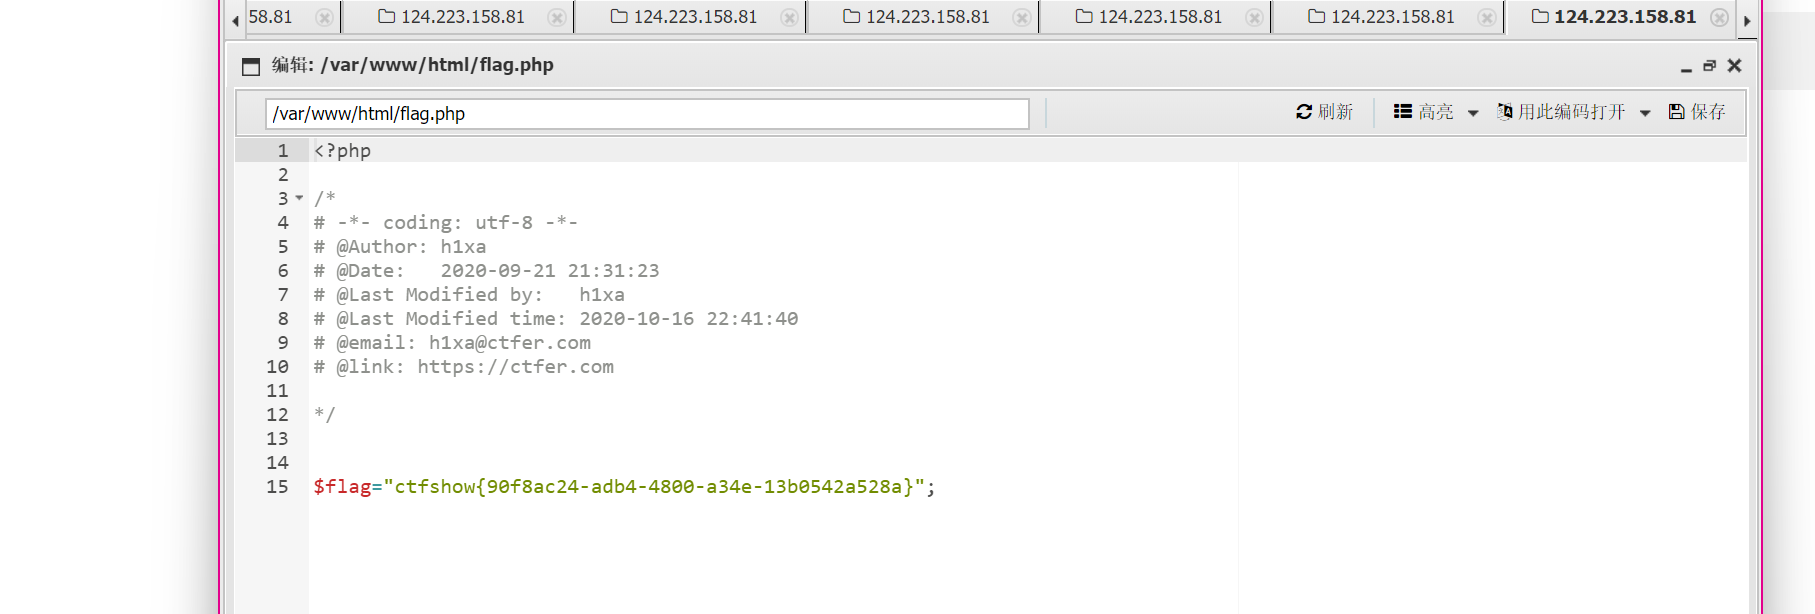 58.81 124.223.158.81 124.223.158.81 124.223.158.81 124.223.158.81 124.223.158.81 124.223.158.81
编辑: /var/www/html/flag.php
/var/www/html/flag.php 刷新 高亮 用此编码打开 保存
1 <?php
2
3 /*
4 # -*- coding: utf-8 -*-
5 # @Author: h1xa
6 # @Date:   2020-09-21 21:31:23
7 # @Last Modified by:   h1xa
8 # @Last Modified time: 2020-10-16 22:41:40
9 # @email: h1xa@ctfer.com
10 # @link: https://ctfer.com
11
12 */
13
14
15 $flag="ctfshow{90f8ac24-adb4-4800-a34e-13b0542a528a}";